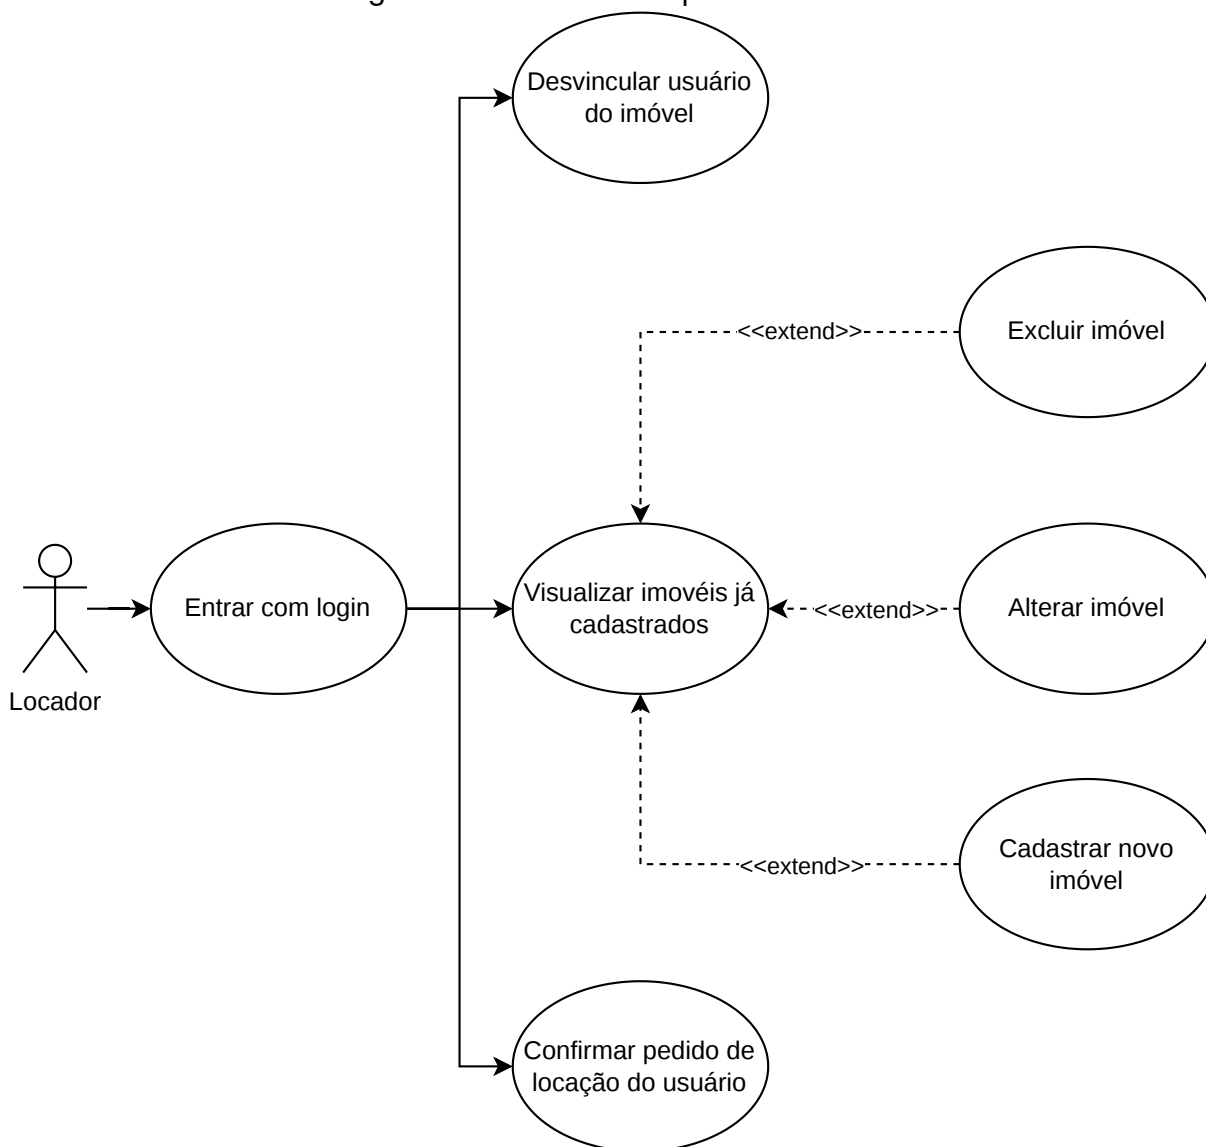 Desvincular usuário
do imóvel
<<extend>>
Excluir imóvel
Entrar com login
Visualizar imovéis já
cadastrados
<<extend>>
Alterar imóvel
Locador
<<extend>>
Cadastrar novo
imóvel
Confirmar pedido de
locação do usuário